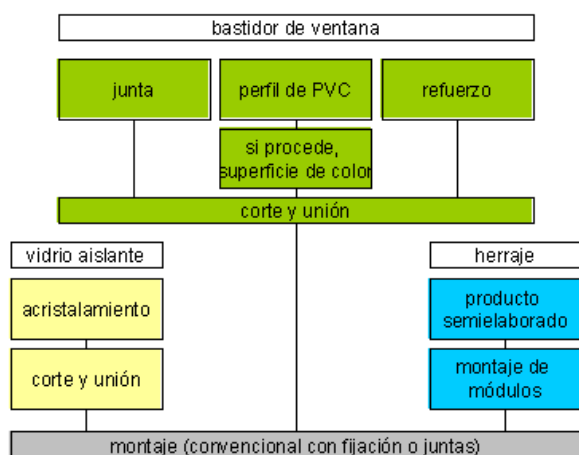 bastidor de ventana
junta
perfil de PVC
refuerzo
si procede,
superficie de color
corte y unión
vidrio aislante
herraje
acristalamiento
producto
semielaborado
corte y unión
montaje de
módulos
montaje (convencional con fijación o juntas)